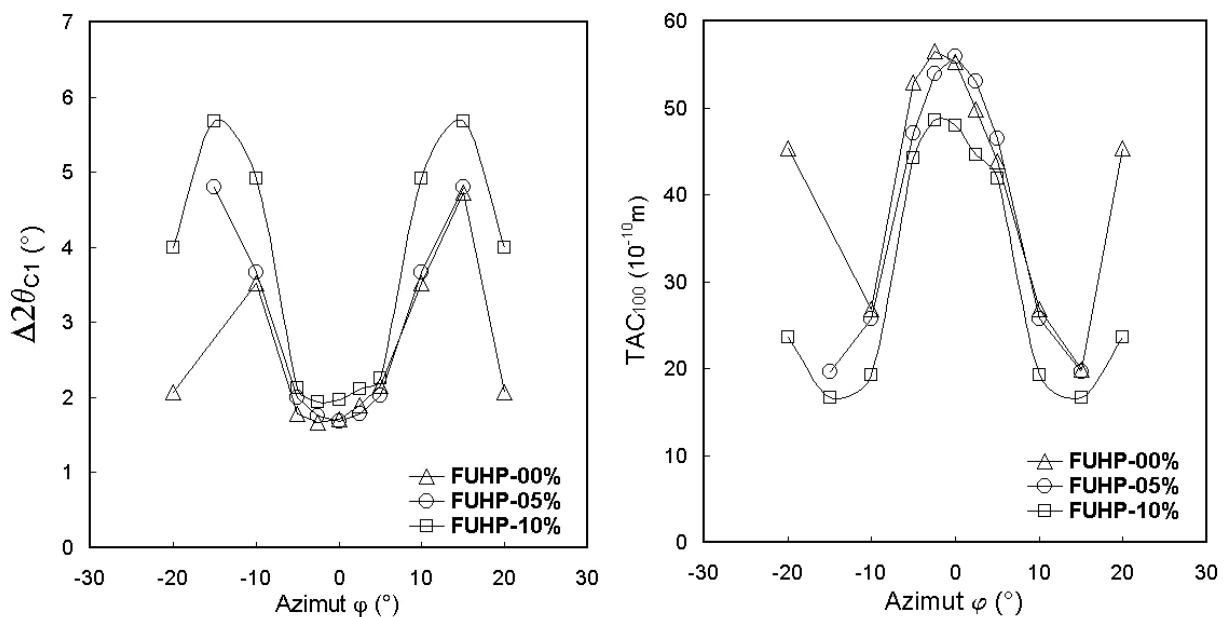 Δ2θC1 (°)
7
6
5
4
3
2
1
0
FUHP-00%
FUHP-05%
FUHP-10%
-30 -20 -10 0 10 20 30
Azimut φ (°)
TAC100 (10-10m)
60
50
40
30
20
10
0
FUHP-00%
FUHP-05%
FUHP-10%
-30 -20 -10 0 10 20 30
Azimut φ (°)